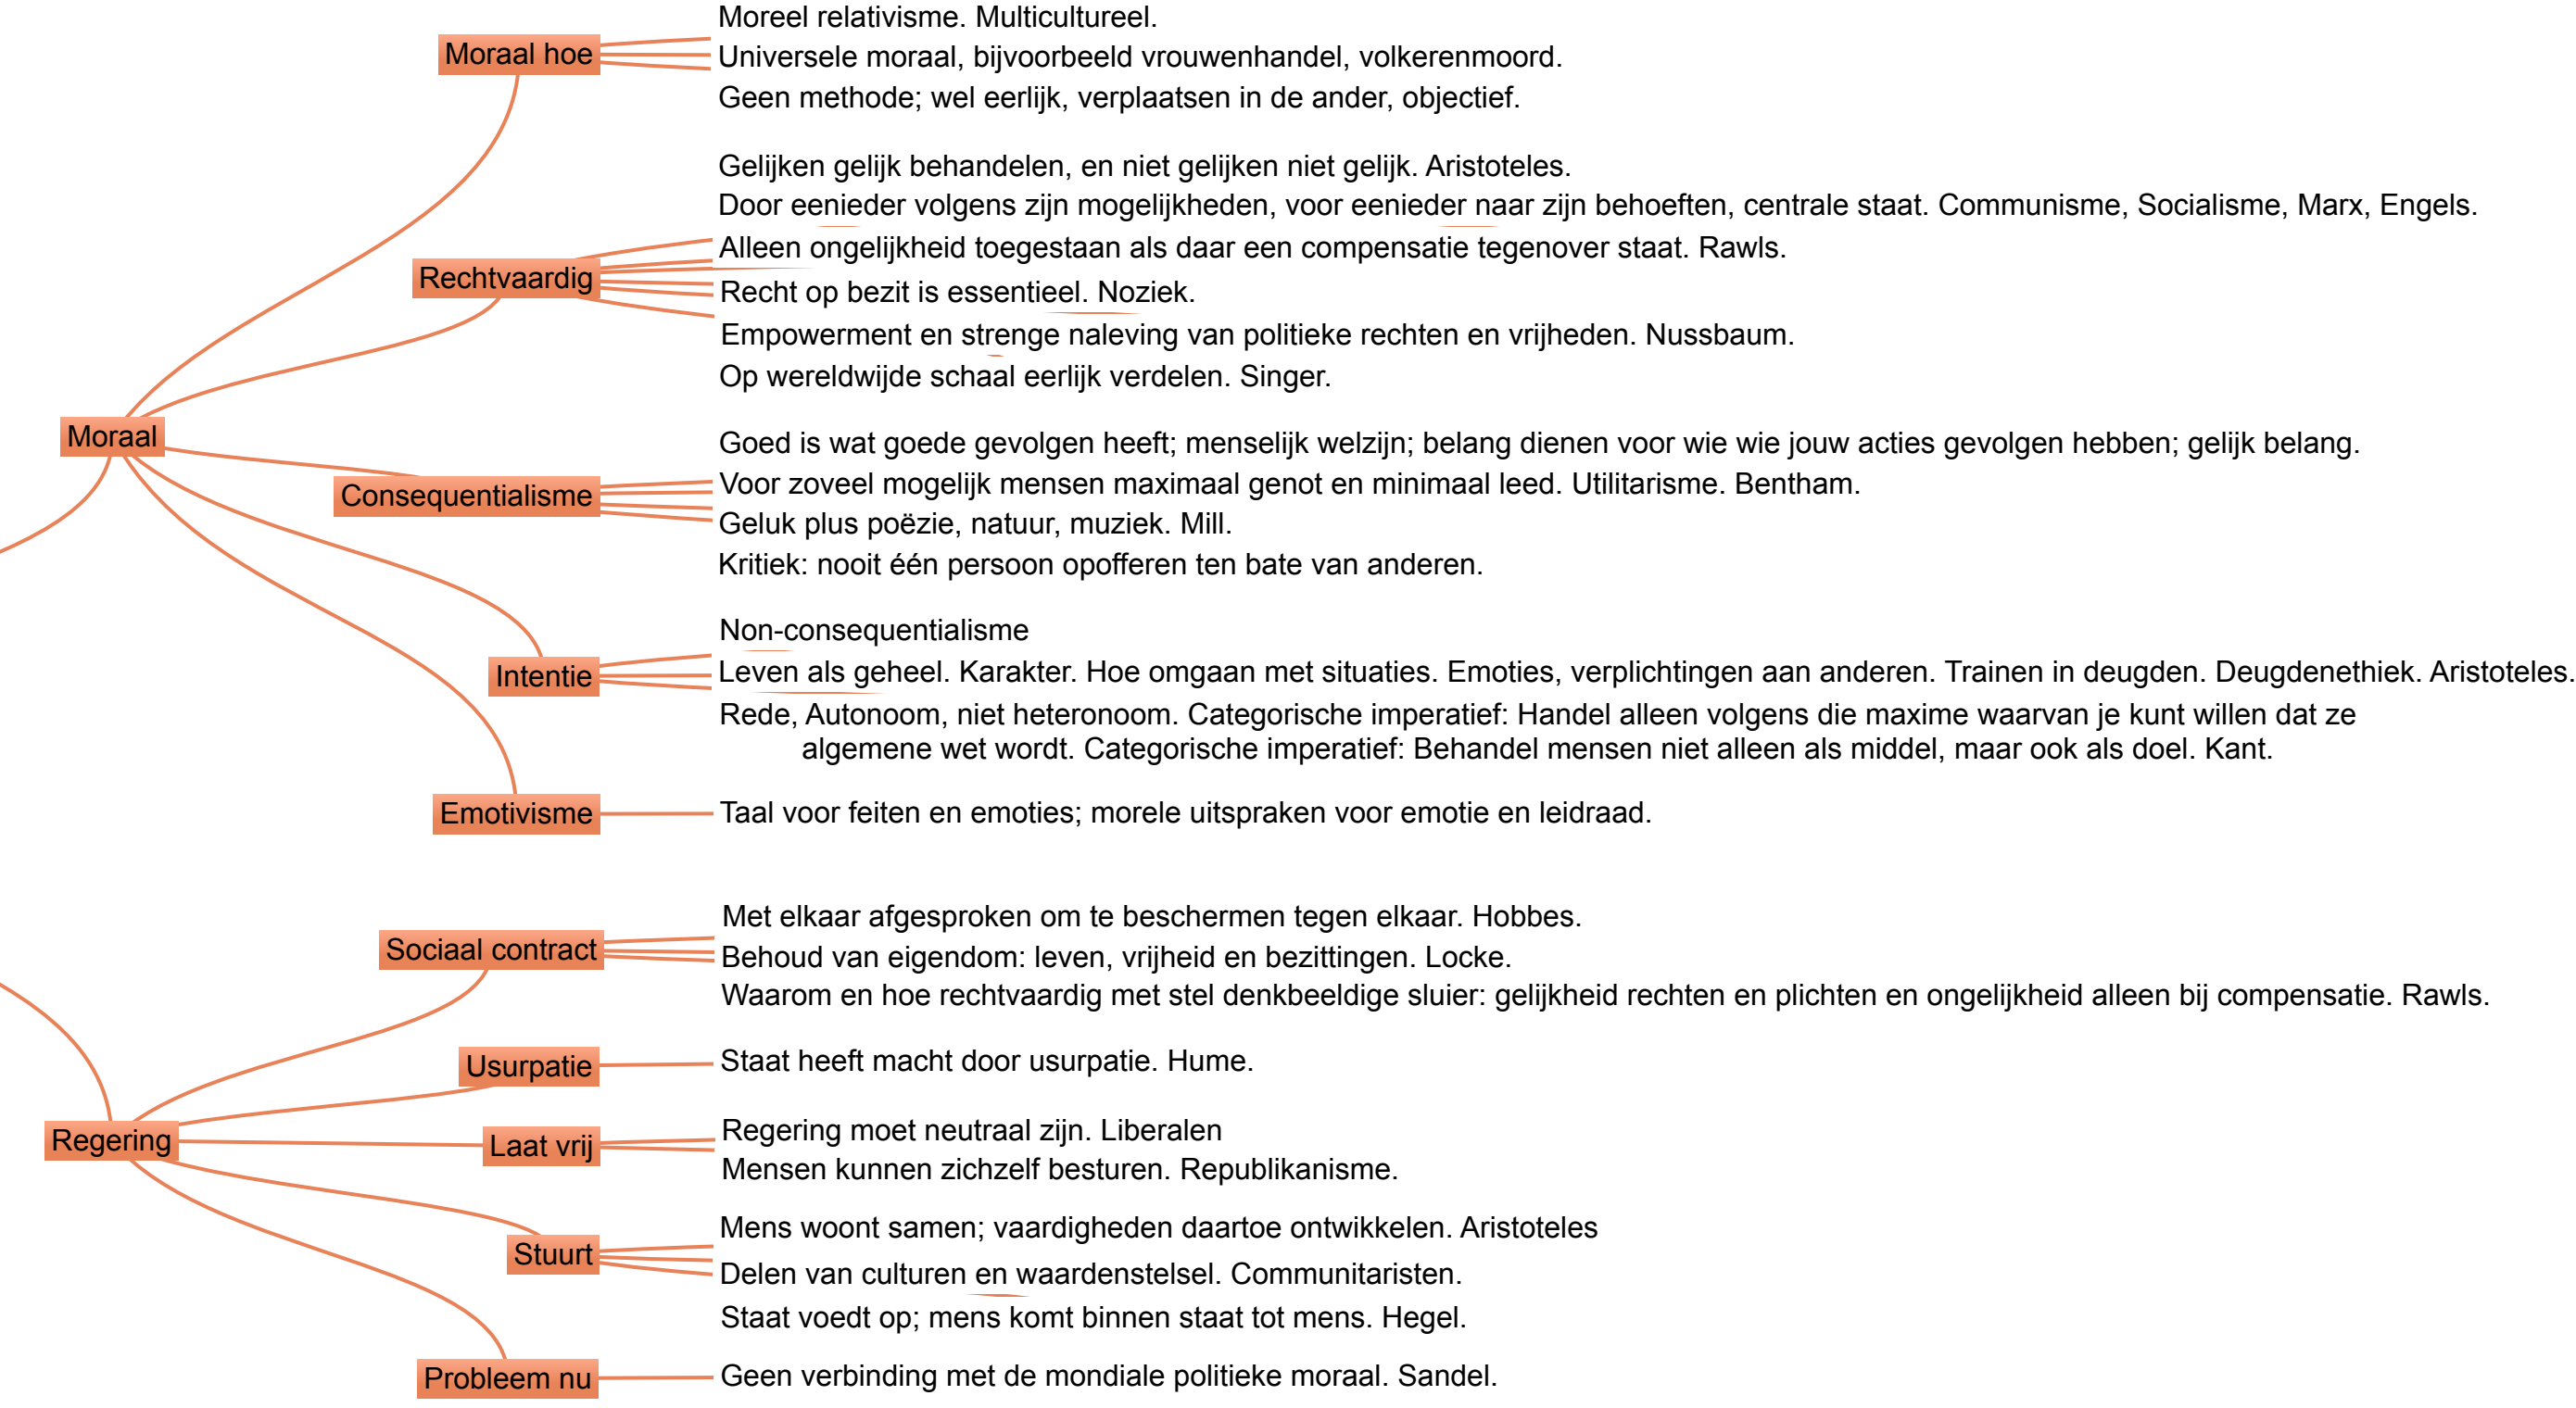 Moraal
Moraal hoe
Moreel relativisme. Multicultureel.
Universele moraal, bijvoorbeeld vrouwenhandel, volkerenmoord.
Geen methode; wel eerlijk, verplaatsen in de ander, objectief.
Rechtvaardig
Gelijken gelijk behandelen, en niet gelijken niet gelijk. Aristoteles.
Door eenieder volgens zijn mogelijkheden, voor eenieder naar zijn behoeften, centrale staat. Communisme, Socialisme, Marx, Engels.
Alleen ongelijkheid toegestaan als daar een compensatie tegenover staat. Rawls.
Recht op bezit is essentieel. Noziek.
Empowerment en strenge naleving van politieke rechten en vrijheden. Nussbaum.
Op wereldwijde schaal eerlijk verdelen. Singer.
Consequentialisme
Goed is wat goede gevolgen heeft; menselijk welzijn; belang dienen voor wie wie jouw acties gevolgen hebben; gelijk belang.
Voor zoveel mogelijk mensen maximaal genot en minimaal leed. Utilitarisme. Bentham.
Geluk plus poëzie, natuur, muziek. Mill.
Kritiek: nooit één persoon opofferen ten bate van anderen.
Intentie
Non-consequentialisme
Leven als geheel. Karakter. Hoe omgaan met situaties. Emoties, verplichtingen aan anderen. Trainen in deugden. Deugdenethiek. Aristoteles.
Rede, Autonoom, niet heteronoom. Categorische imperatief: Handel alleen volgens die maxime waarvan je kunt willen dat ze
algemene wet wordt. Categorische imperatief: Behandel mensen niet alleen als middel, maar ook als doel. Kant.
Emotivisme
Taal voor feiten en emoties; morele uitspraken voor emotie en leidraad.
Regering
Sociaal contract
Met elkaar afgesproken om te beschermen tegen elkaar. Hobbes.
Behoud van eigendom: leven, vrijheid en bezittingen. Locke.
Waarom en hoe rechtvaardig met stel denkbeeldige sluier: gelijkheid rechten en plichten en ongelijkheid alleen bij compensatie. Rawls.
Usurpatie
Staat heeft macht door usurpatie. Hume.
Laat vrij
Regering moet neutraal zijn. Liberalen
Mensen kunnen zichzelf besturen. Republikanisme.
Stuurt
Mens woont samen; vaardigheden daartoe ontwikkelen. Aristoteles
Delen van culturen en waardenstelsel. Communitaristen.
Staat voedt op; mens komt binnen staat tot mens. Hegel.
Probleem nu
Geen verbinding met de mondiale politieke moraal. Sandel.